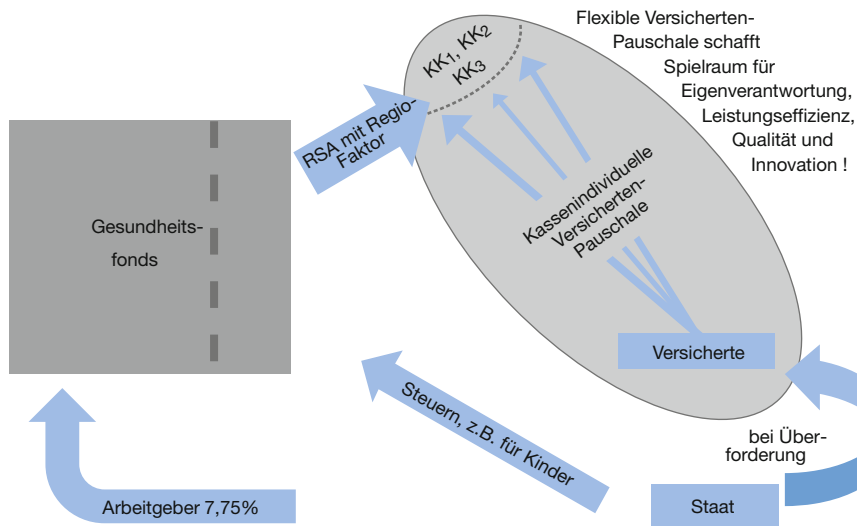 Flexible Versicherten-
Pauschale schafft
Spielraum für
Eigenverantwortung,
Leistungseffizienz,
Qualität und
Innovation !
KK₁, KK₂
KK₃
RSA mit Regio-
Faktor
Kassenindividuelle
Versicherten-
Pauschale
Gesundheits-
fonds
Versicherte
Steuern, z.B. für Kinder
bei Über-
forderung
Arbeitgeber 7,75%
Staat